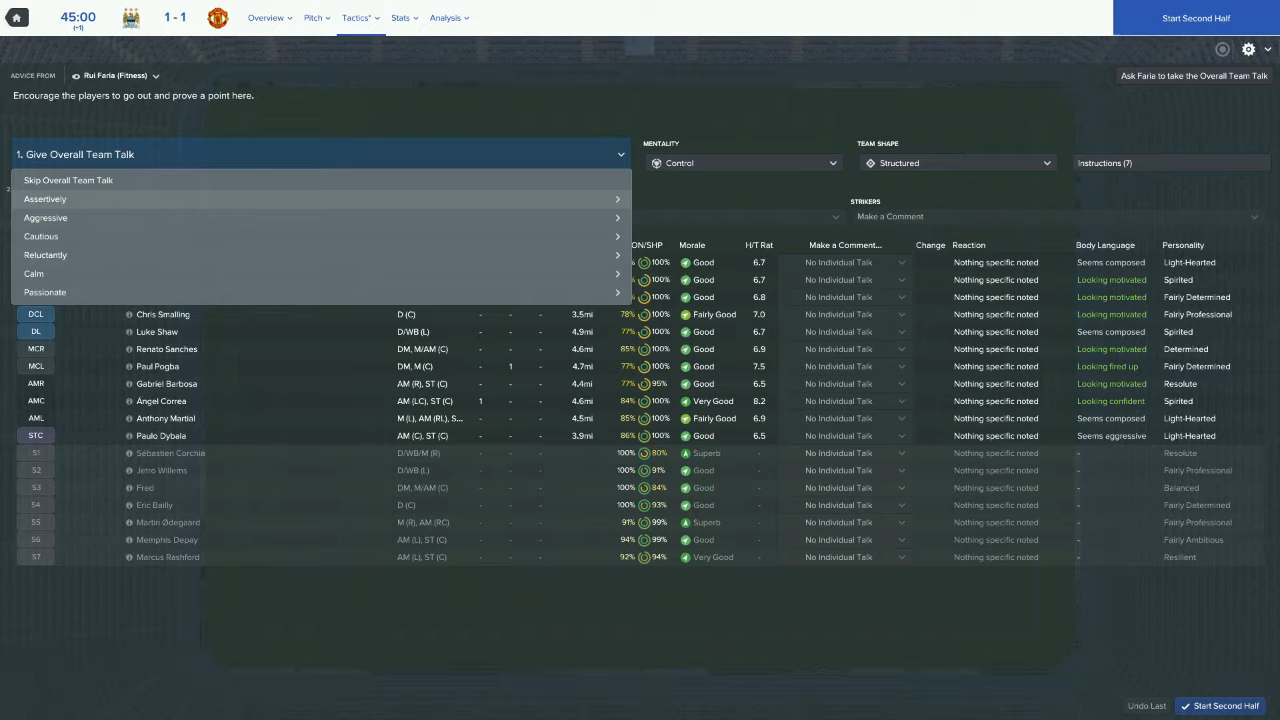 45:00
(+1)
1 - 1
Overview
Pitch
Tactics*
Stats
Analysis
Start Second Half
ADVICE FROM
Rui Faria (Fitness)
Ask Faria to take the Overall Team Talk
Encourage the players to go out and prove a point here.
MENTALITY
TEAM SHAPE
1. Give Overall Team Talk
Control
Structured
Instructions (7)
Skip Overall Team Talk
Assertively
Aggressive
Cautious
Reluctantly
Calm
Passionate
STRIKERS
Make a Comment
ON/SHP Morale H/T Rat Make a Comment... Change Reaction Body Language Personality
100% Good 6.7 No Individual Talk Nothing specific noted Seems composed Light-Hearted
100% Good 6.7 No Individual Talk Nothing specific noted Looking motivated Spirited
100% Good 6.8 No Individual Talk Nothing specific noted Looking motivated Fairly Determined
DCL Chris Smalling D (C) - - - 3.5mi 78% 100% Fairly Good 7.0 No Individual Talk Nothing specific noted Looking motivated Fairly Professional
DL Luke Shaw D/WB (L) - - - 4.9mi 77% 100% Good 6.7 No Individual Talk Nothing specific noted Seems composed Spirited
MCR Renato Sanches DM, M/AM (C) - - - 4.6mi 85% 100% Good 6.9 No Individual Talk Nothing specific noted Looking motivated Determined
MCL Paul Pogba DM, M (C) - 1 - 4.7mi 77% 100% Good 7.5 No Individual Talk Nothing specific noted Looking fired up Fairly Determined
AMR Gabriel Barbosa AM (R), ST (C) - - - 4.4mi 77% 95% Good 6.5 No Individual Talk Nothing specific noted Looking motivated Resolute
AMC Ángel Correa AM (LC), ST (C) 1 - - 4.6mi 84% 100% Very Good 8.2 No Individual Talk Nothing specific noted Looking confident Spirited
AML Anthony Martial M (L), AM (RL), S... - - - 4.5mi 85% 100% Fairly Good 6.9 No Individual Talk Nothing specific noted Seems composed Light-Hearted
STC Paulo Dybala AM (C), ST (C) - - - 3.9mi 86% 100% Good 6.5 No Individual Talk Nothing specific noted Seems aggressive Light-Hearted
S1 Sébastien Corchia D/WB/M (R) 100% 80% Superb - No Individual Talk Nothing specific noted - Resolute
S2 Jetro Willems D/WB (L) 100% 91% Good - No Individual Talk Nothing specific noted - Fairly Professional
S3 Fred DM, M/AM (C) 100% 84% Good - No Individual Talk Nothing specific noted - Balanced
S4 Eric Bailly D (C) 100% 93% Good - No Individual Talk Nothing specific noted - Fairly Determined
S5 Martin Ødegaard M (R), AM (RC) 91% 99% Superb - No Individual Talk Nothing specific noted - Fairly Professional
S6 Memphis Depay AM (L), ST (C) 94% 99% Good - No Individual Talk Nothing specific noted - Fairly Ambitious
S7 Marcus Rashford AM (L), ST (C) 92% 94% Very Good - No Individual Talk Nothing specific noted - Resilient
Undo Last
Start Second Half